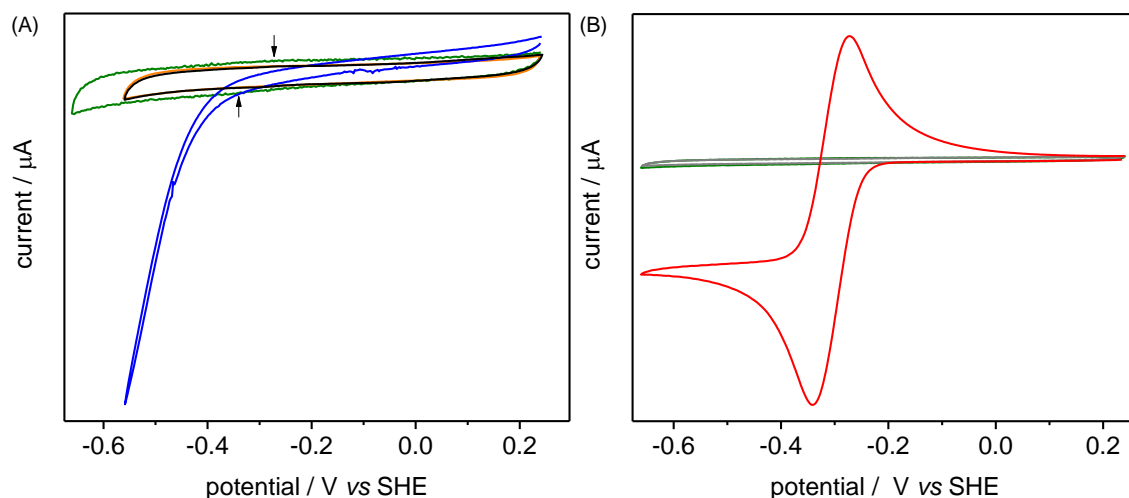 (A)
current / μA
-0.6 -0.4 -0.2 0.0 0.2
potential / V vs SHE
(B)
current / μA
-0.6 -0.4 -0.2 0.0 0.2
potential / V vs SHE